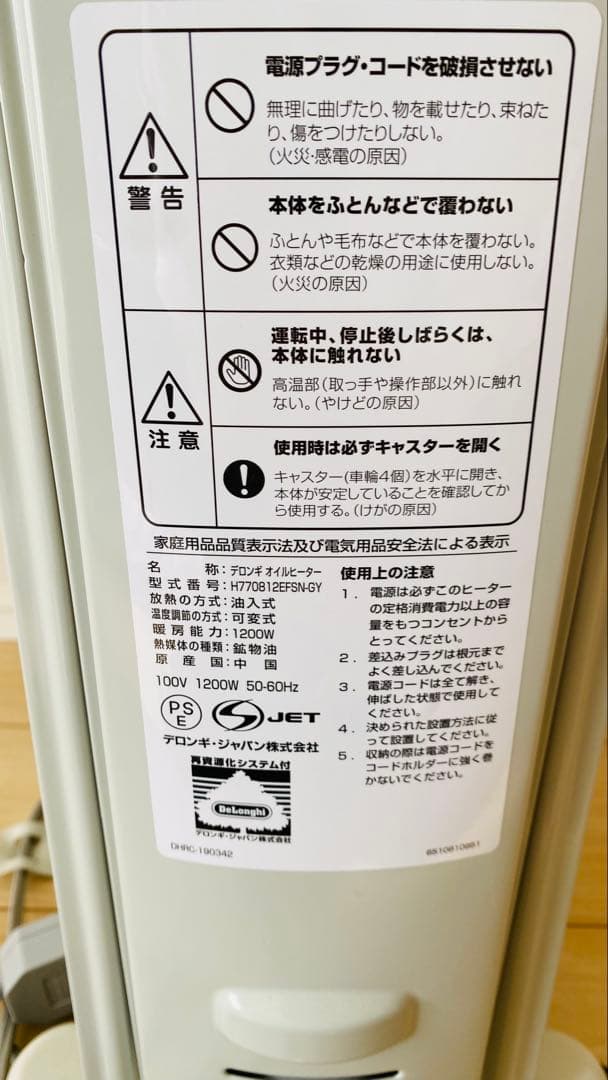 電源プラグ・コードを破損させない
無理に曲げたり、物を載せたり、束ねた
り、傷をつけたりしない。
(火災・感電の原因)
警告
本体をふとんなどで覆わない
ふとんや毛布などで本体を覆わない。
衣類などの乾燥の用途に使用しない。
(火災の原因)
運転中、停止後しばらくは、
本体に触れない
高温部(取っ手や操作部以外)に触れ
ない。(やけどの原因)
注意
使用時は必ずキャスターを開く
キャスター(車輪4個)を水平に開き、
本体が安定していることを確認してか
ら使用する。(けがの原因)
家庭用品品質表示法及び電気用品安全法による表示
名 称:デロンギ オイルヒーター
型式番号:H770812EFSN-GY
放熱の方式:油入式
温度調節の方式:可変式
暖房能力:1200W
熱媒体の種類:鉱物油
原産国:中国
100V 1200W 50-60Hz
PS
E
S JET
デロンギ・ジャパン株式会社
再資源化システム付
DeLonghi
デロンギ・ジャパン株式会社
DHRC-190342
使用上の注意
1. 電源は必ずこのヒーター
の定格消費電力以上の容
量をもつコンセントから
とってください。
2. 差込みプラグは根元まで
よく差し込んでください。
3. 電源コードは全て解き、
伸ばした状態で使用して
ください。
4. 決められた設置方法に従
って設置してください。
5. 収納の際は電源コードを
コードホルダーに強く巻
かないでください。
6510810951